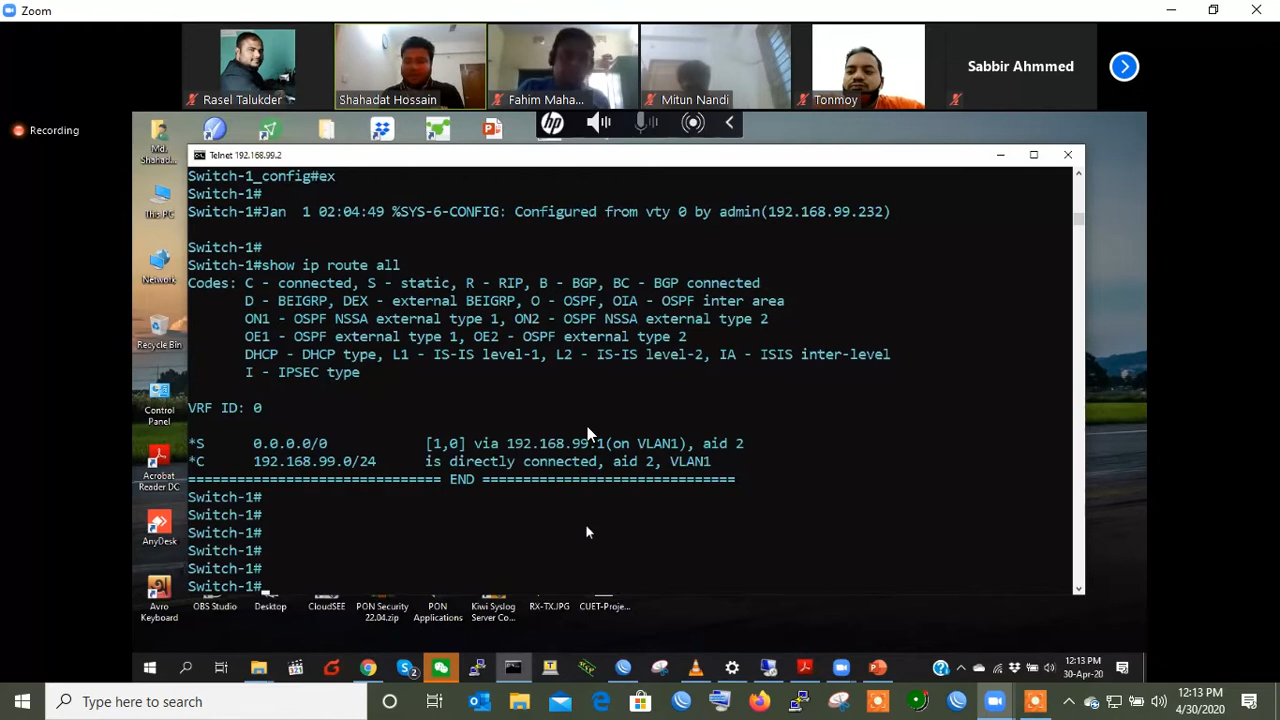 Zoom
Rasel Talukder
Shahadat Hossain
Fahim Maha...
Mitun Nandi
Tonmoy
Sabbir Ahmmed
Recording
hp
Md. Shahad...
This PC
Network
Recycle Bin
Control Panel
Acrobat Reader DC
AnyDesk
Avro Keyboard
Telnet 192.168.99.2
Switch-1_config#ex
Switch-1#
Switch-1#Jan  1 02:04:49 %SYS-6-CONFIG: Configured from vty 0 by admin(192.168.99.232)
Switch-1#
Switch-1#show ip route all
Codes: C - connected, S - static, R - RIP, B - BGP, BC - BGP connected
D - BEIGRP, DEX - external BEIGRP, O - OSPF, OIA - OSPF inter area
ON1 - OSPF NSSA external type 1, ON2 - OSPF NSSA external type 2
OE1 - OSPF external type 1, OE2 - OSPF external type 2
DHCP - DHCP type, L1 - IS-IS level-1, L2 - IS-IS level-2, IA - ISIS inter-level
I - IPSEC type
VRF ID: 0
*S      0.0.0.0/0            [1,0] via 192.168.99.1(on VLAN1), aid 2
*C      192.168.99.0/24      is directly connected, aid 2, VLAN1
=============================== END ===============================
Switch-1#
Switch-1#
Switch-1#
Switch-1#
Switch-1#
Switch-1#_
OBS Studio
Desktop
CloudSEE
PON Security 22.04.zip
PON Applications
Kiwi Syslog Server Co...
RX-TX.JPG
CUET-Proje...
12:13 PM
30-Apr-20
Type here to search
12:13 PM
4/30/2020